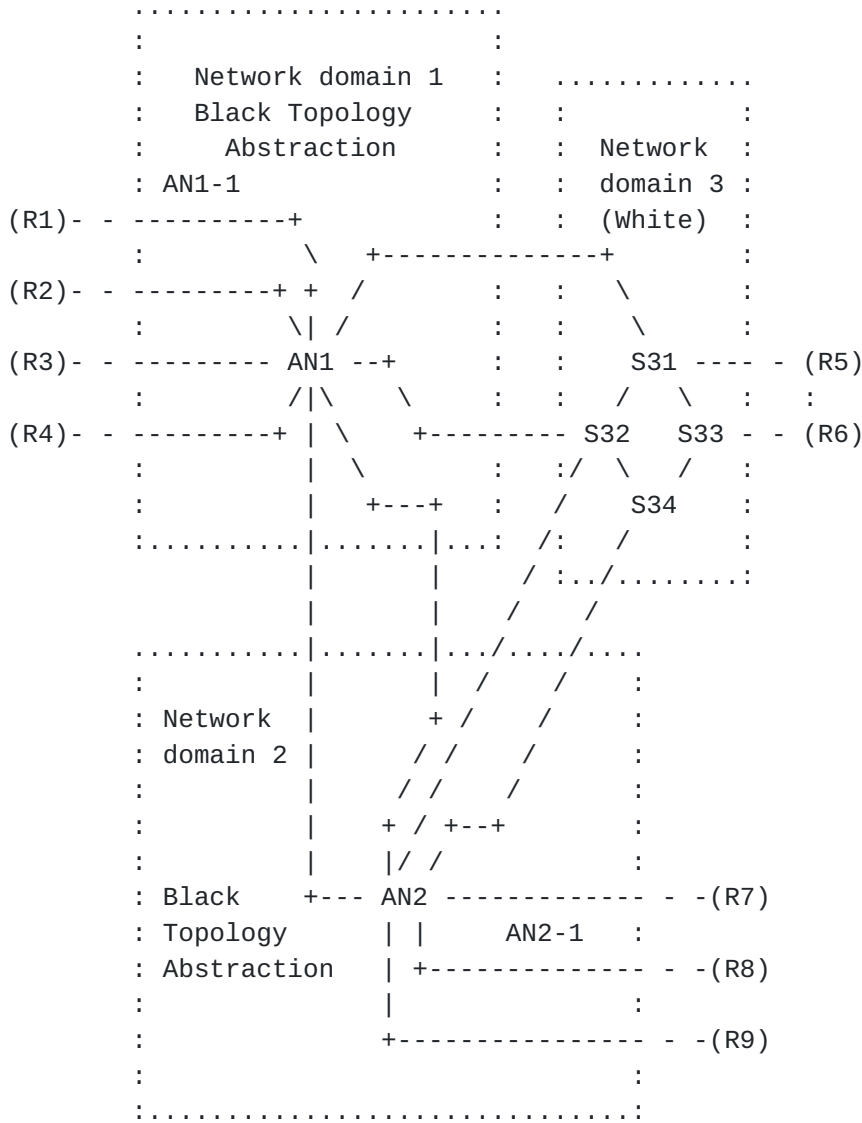 Network domain 1
Black Topology
Abstraction Network
AN1-1 domain 3
(R1) (White)
(R2)
(R3) AN1 S31 (R5)
(R4) S32 S33 (R6)
S34
Network
domain 2
Black AN2 (R7)
Topology AN2-1
Abstraction (R8)
(R9)